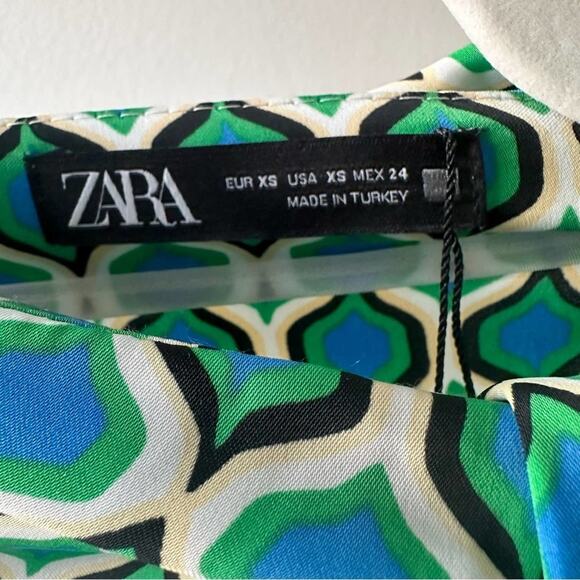 ZARA
EUR XS USA XS MEX 24
MADE IN TURKEY